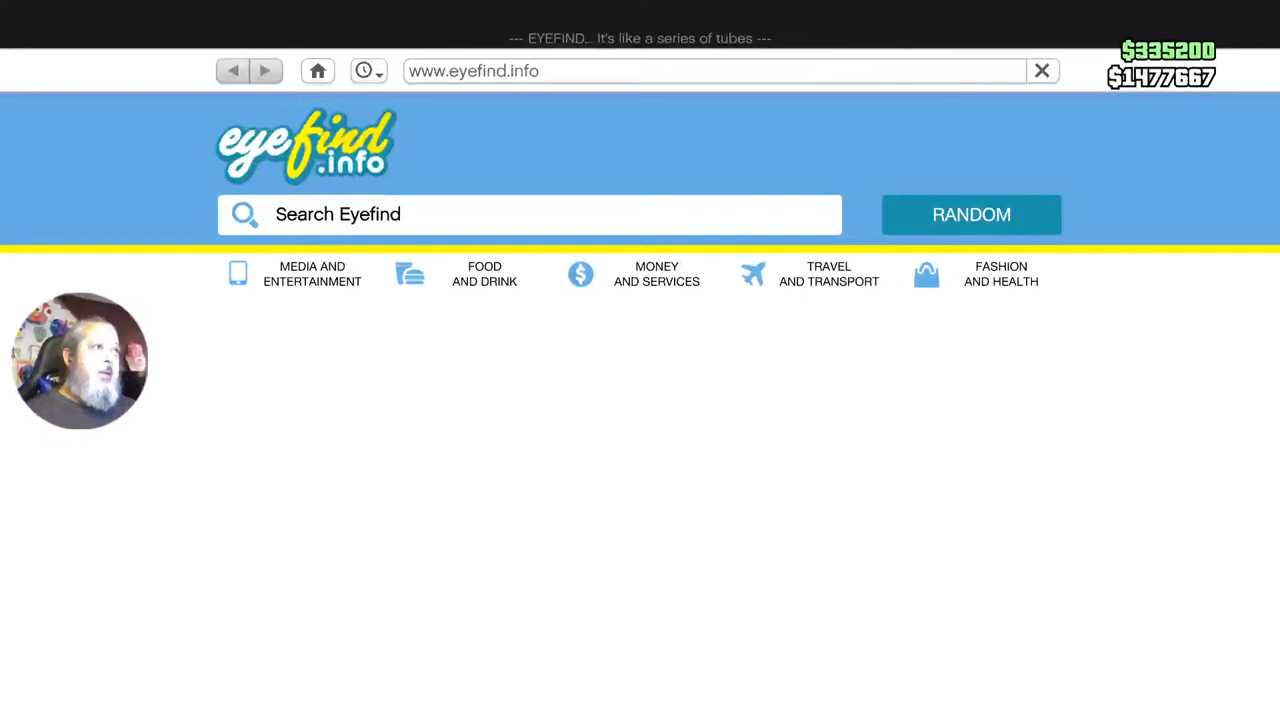 --- EYEFIND... It's like a series of tubes ---
$335200
www.eyefind.info
$1477667
eyefind
.info
Search Eyefind
RANDOM
MEDIA AND
ENTERTAINMENT
FOOD
AND DRINK
MONEY
AND SERVICES
TRAVEL
AND TRANSPORT
FASHION
AND HEALTH